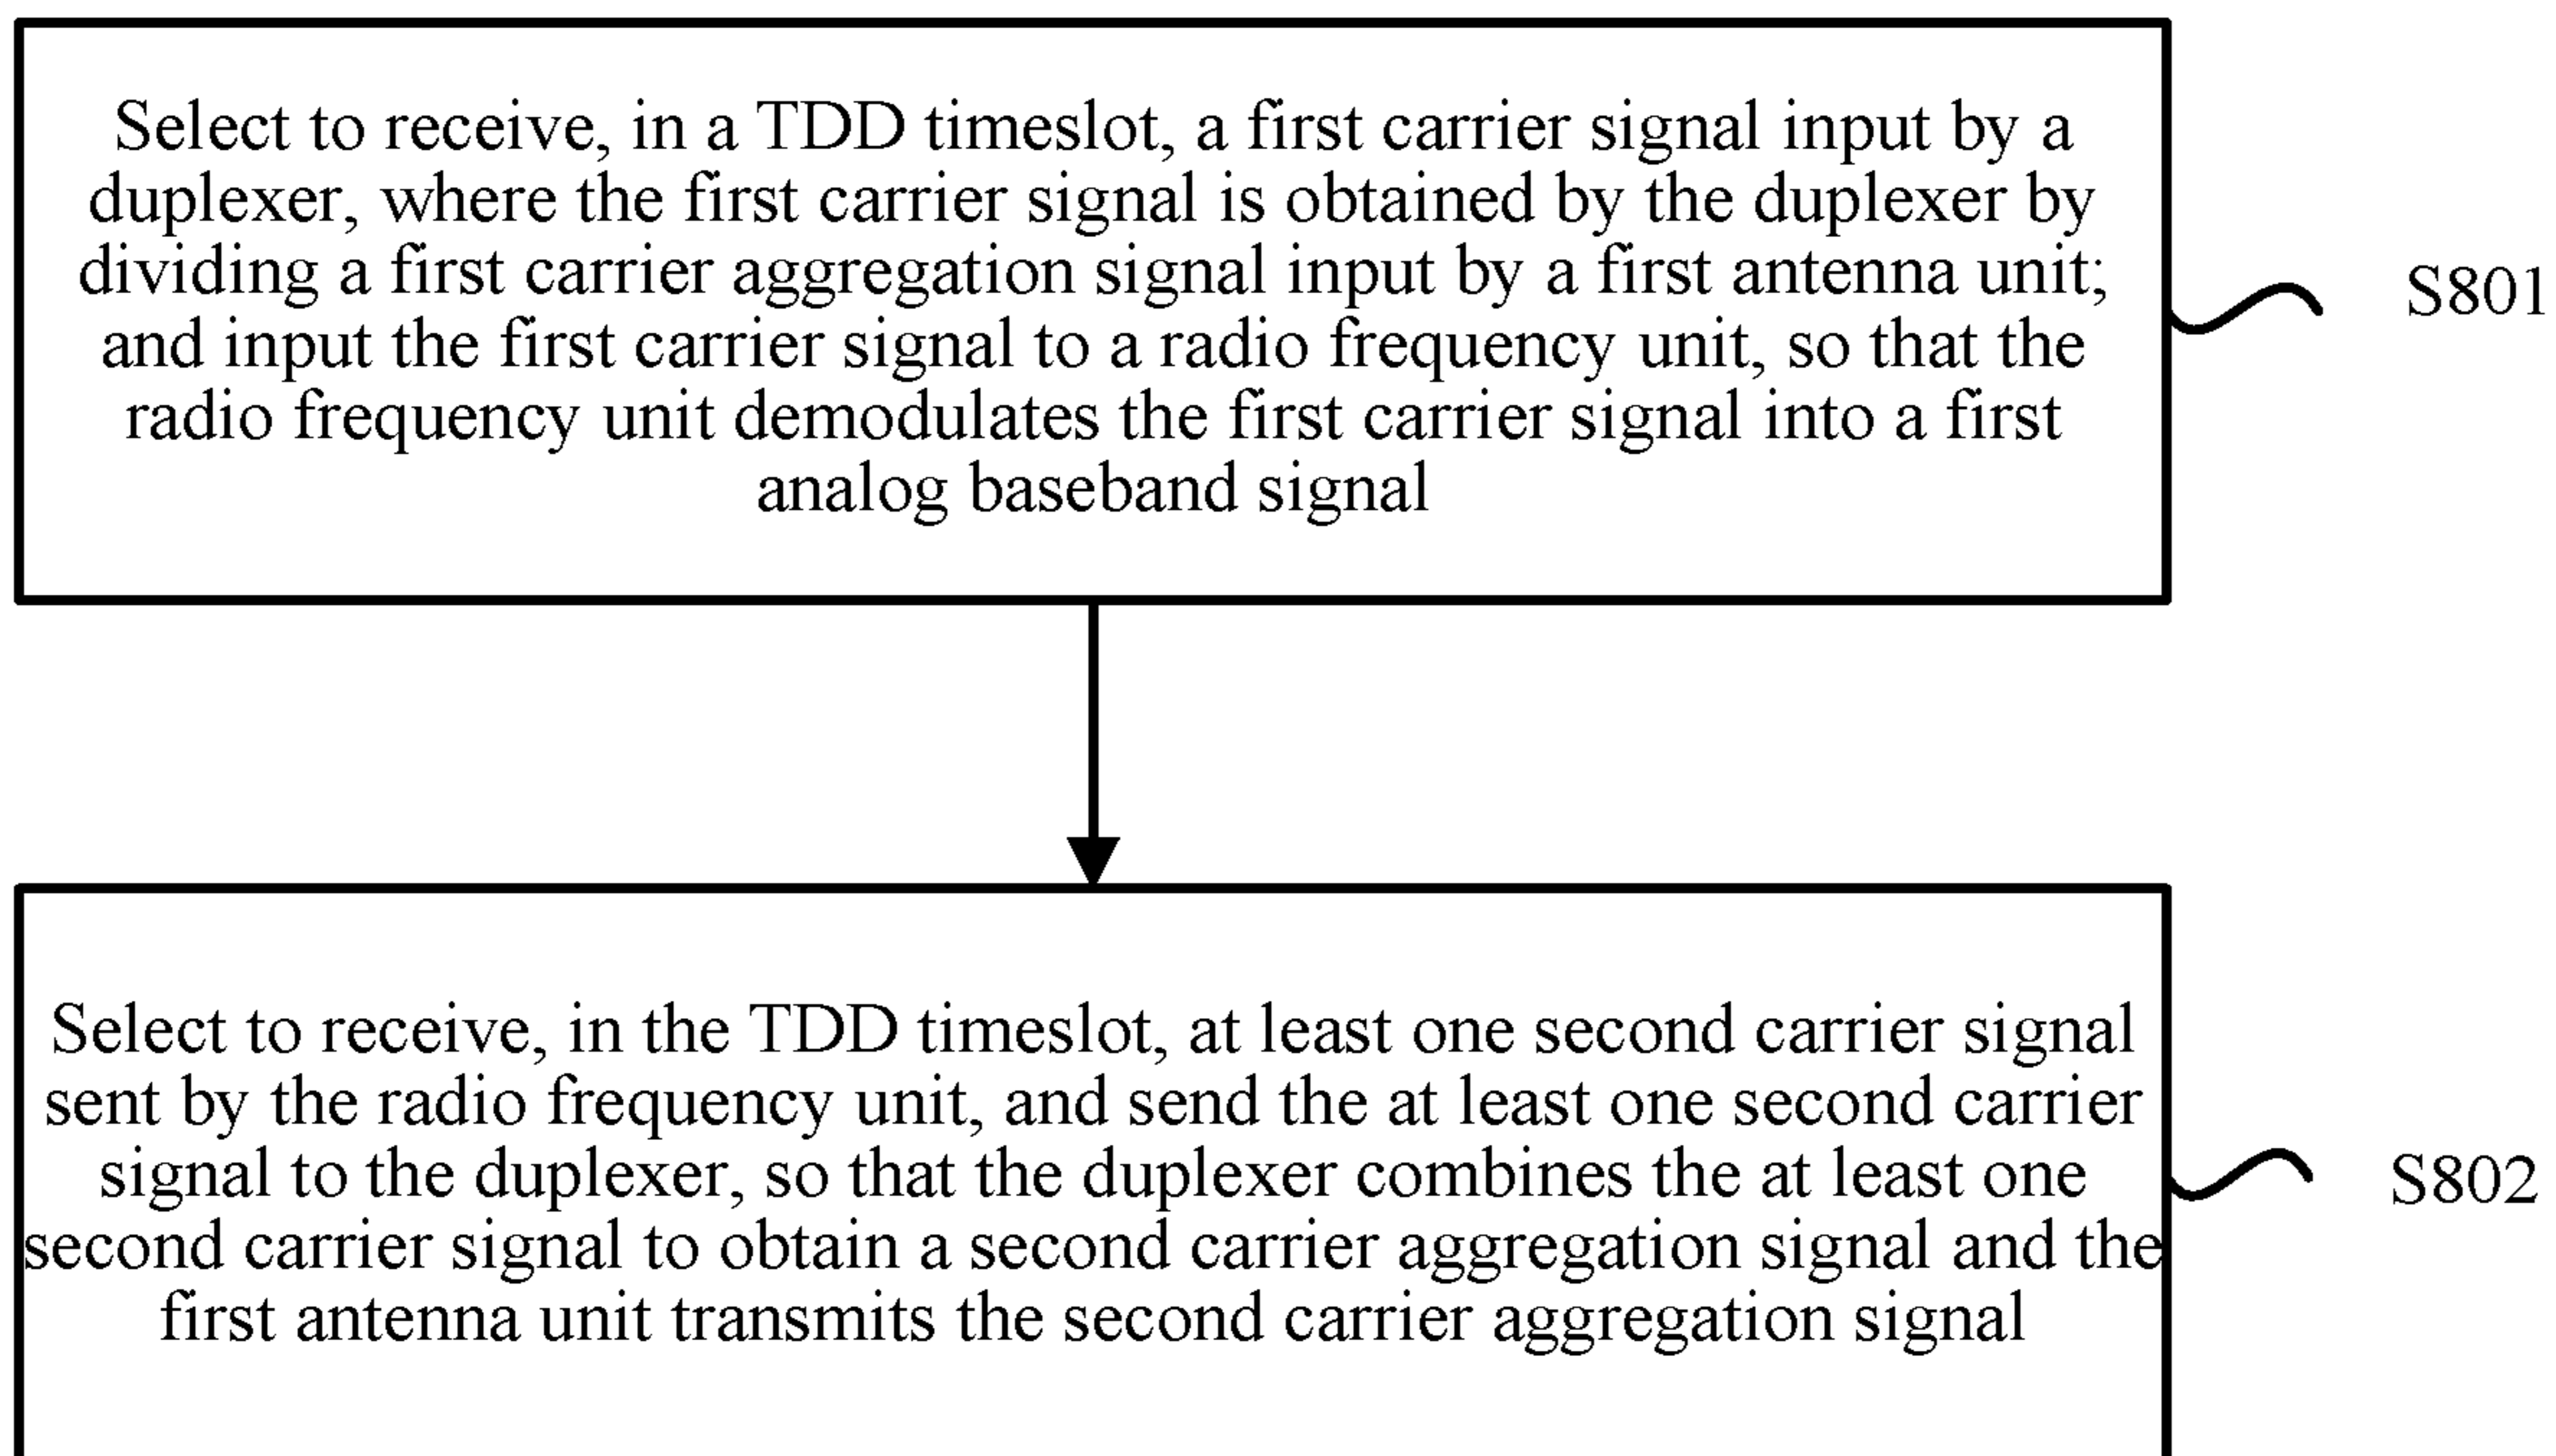 Select to receive, in a TDD timeslot, a first carrier signal input by a
duplexer, where the first carrier signal is obtained by the duplexer by
dividing a first carrier aggregation signal input by a first antenna unit;
and input the first carrier signal to a radio frequency unit, so that the
radio frequency unit demodulates the first carrier signal into a first
analog baseband signal
S801
Select to receive, in the TDD timeslot, at least one second carrier signal
sent by the radio frequency unit, and send the at least one second carrier
signal to the duplexer, so that the duplexer combines the at least one
second carrier signal to obtain a second carrier aggregation signal and the
first antenna unit transmits the second carrier aggregation signal
S802